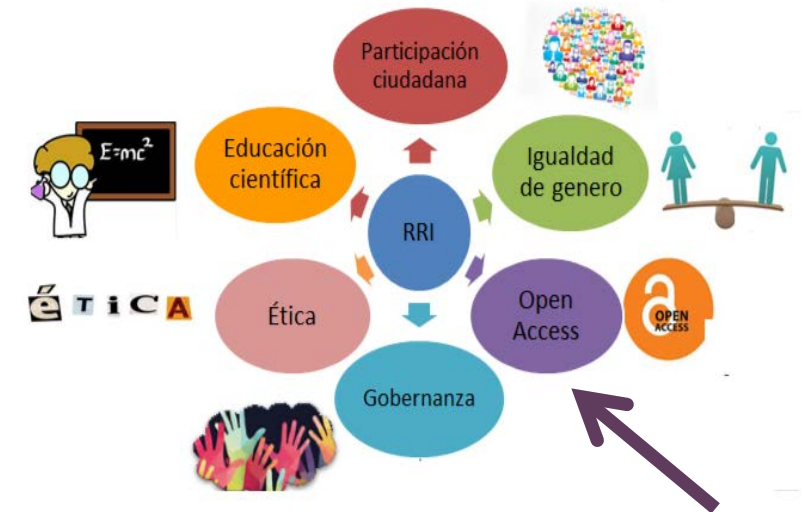 Participación
ciudadana
E=mc²
Educación
científica
Igualdad
de genero
RRI
éTiCA
Ética
Open
Access
a
OPEN
ACCESS
Gobernanza